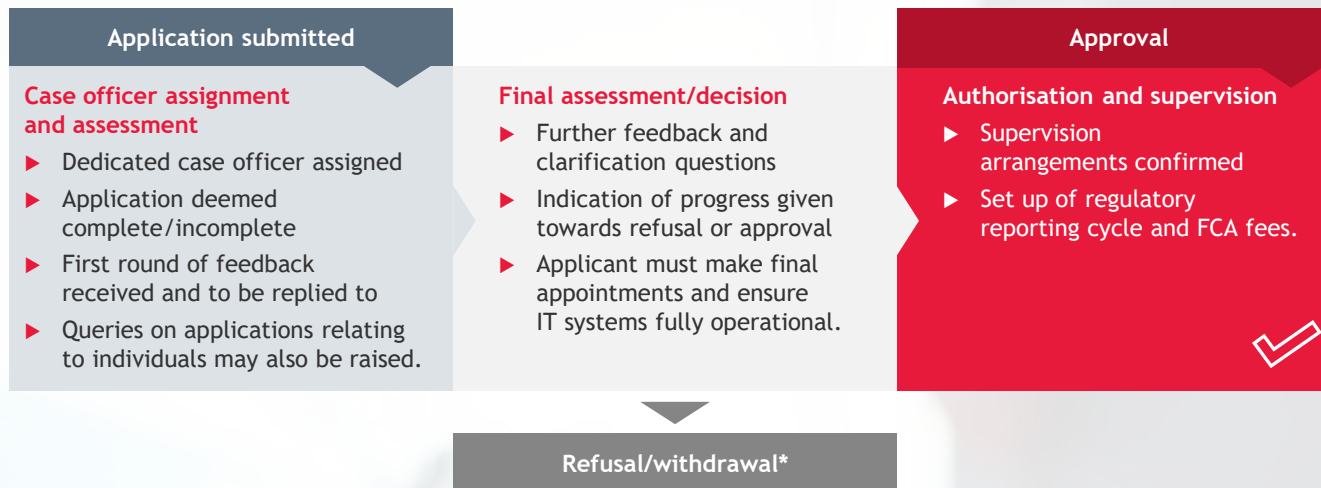 Application submitted
Case officer assignment
and assessment
▶ Dedicated case officer assigned
▶ Application deemed
complete/incomplete
▶ First round of feedback
received and to be replied to
▶ Queries on applications relating
to individuals may also be raised.
Final assessment/decision
▶ Further feedback and
clarification questions
▶ Indication of progress given
towards refusal or approval
▶ Applicant must make final
appointments and ensure
IT systems fully operational.
Approval
Authorisation and supervision
▶ Supervision
arrangements confirmed
▶ Set up of regulatory
reporting cycle and FCA fees.
Refusal/withdrawal*